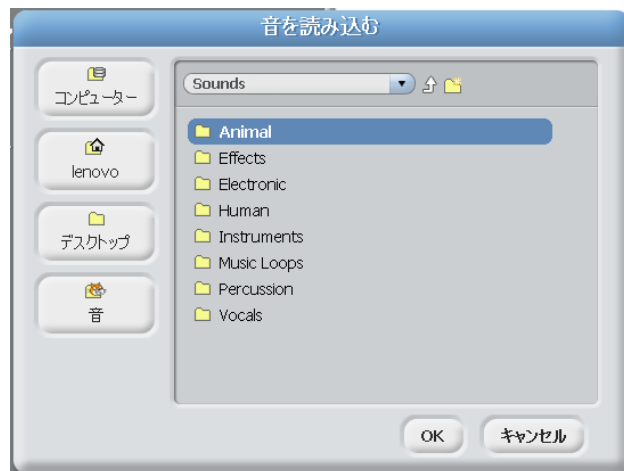 音を読み込む
コンピューター
lenovo
デスクトップ
音
Sounds
Animal
Effects
Electronic
Human
Instruments
Music Loops
Percussion
Vocals
OK
キャンセル